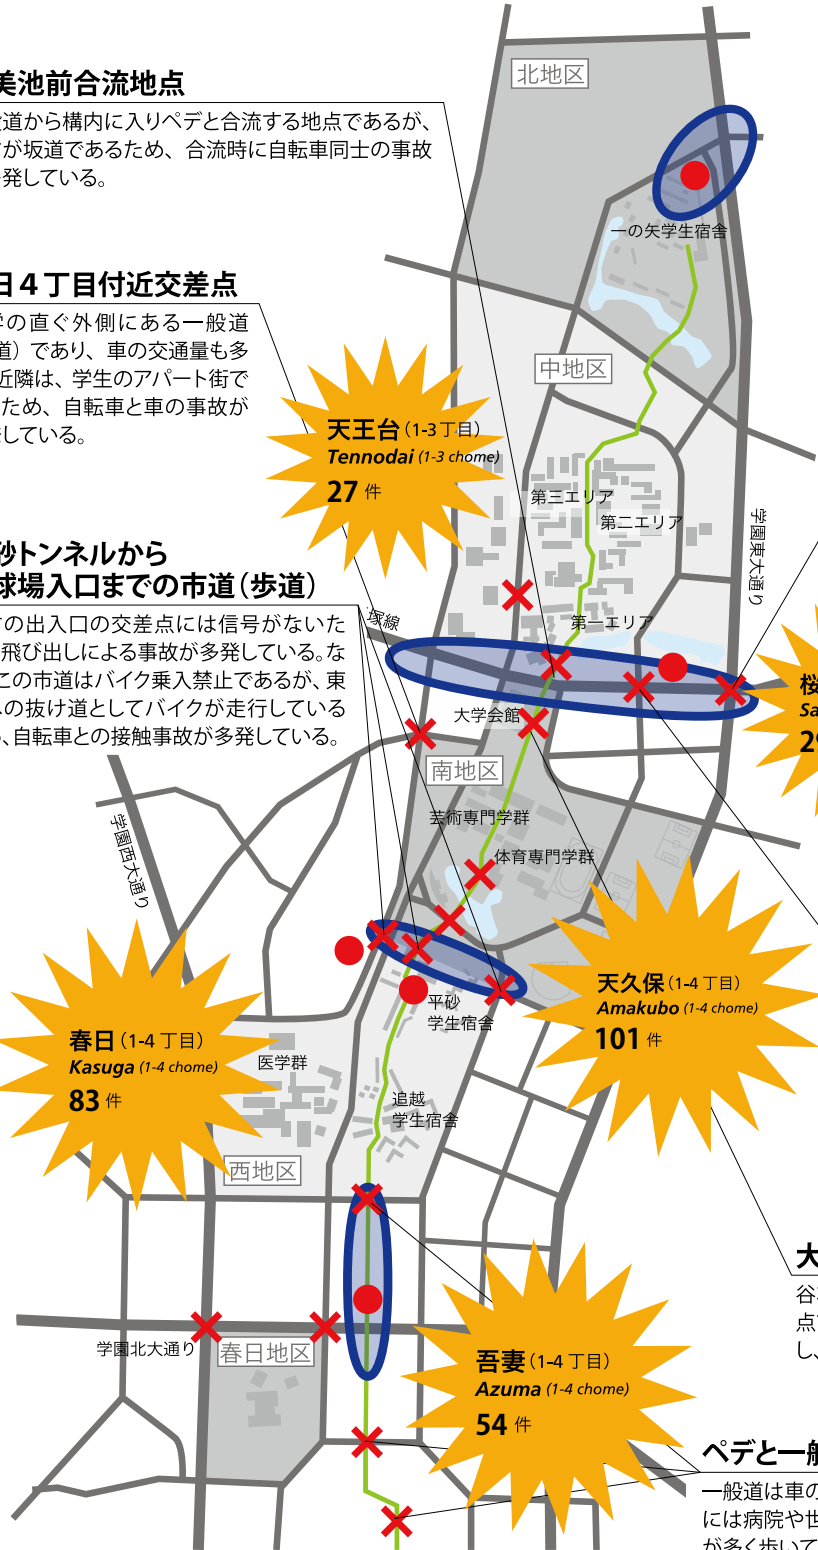 美池前合流地点
道から構内に入りペデと合流する地点であるが、
が坂道であるため、合流時に自転車同士の事故
発している。
日４丁目付近交差点
の直ぐ外側にある一般道
道）であり、車の交通量も多
近隣は、学生のアパート街で
ため、自転車と車の事故が
している。
砂トンネルから
球場入口までの市道（歩道）
の出入口の交差点には信号がないた
飛び出しによる事故が多発している。な
この市道はバイク乗入禁止であるが、東
の抜け道としてバイクが走行している
、自転車との接触事故が多発している。
北地区
一の矢学生宿舎
中地区
天王台（1-3丁目）
Tennodai (1-3 chome)
27 件
第三エリア
第二エリア
学園東大通り
第一エリア
塚線
桜
Sa
29
大学会館
南地区
芸術専門学群
体育専門学群
学園西大通り
天久保（1-4丁目）
Amakubo (1-4 chome)
101 件
平砂
学生宿舎
春日（1-4丁目）
Kasuga (1-4 chome)
83 件
医学群
追越
学生宿舎
西地区
学園北大通り
春日地区
吾妻（1-4丁目）
Azuma (1-4 chome)
54 件
大
谷
点
し、
ペデと一般
一般道は車の
には病院や世
が多く歩いて